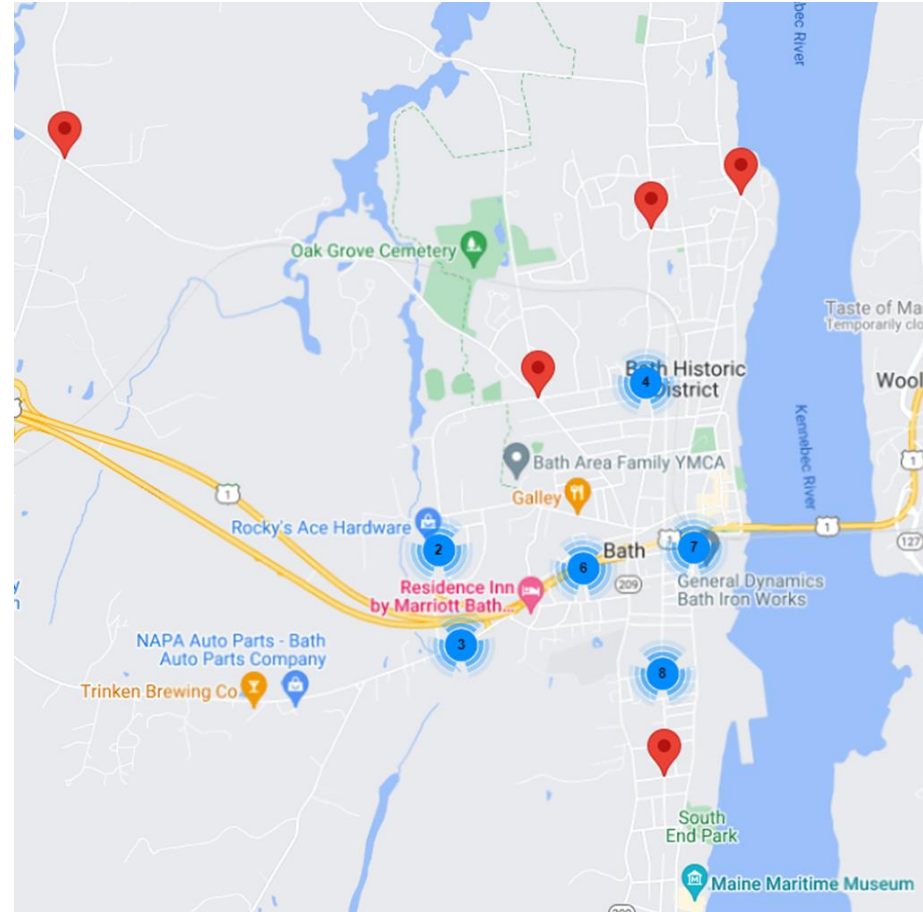 Kennebec River
Oak Grove Cemetery
Taste of Ma
Temporarily clo
4
Bath Historic
District
Wool
Kennebec River
1
Bath Area Family YMCA
Galley
1
Rocky's Ace Hardware
1
1
127
2
7
Bath
6
209
General Dynamics
Bath Iron Works
Residence Inn
by Marriott Bath...
3
NAPA Auto Parts - Bath
Auto Parts Company
8
Trinken Brewing Co
South
End Park
Maine Maritime Museum